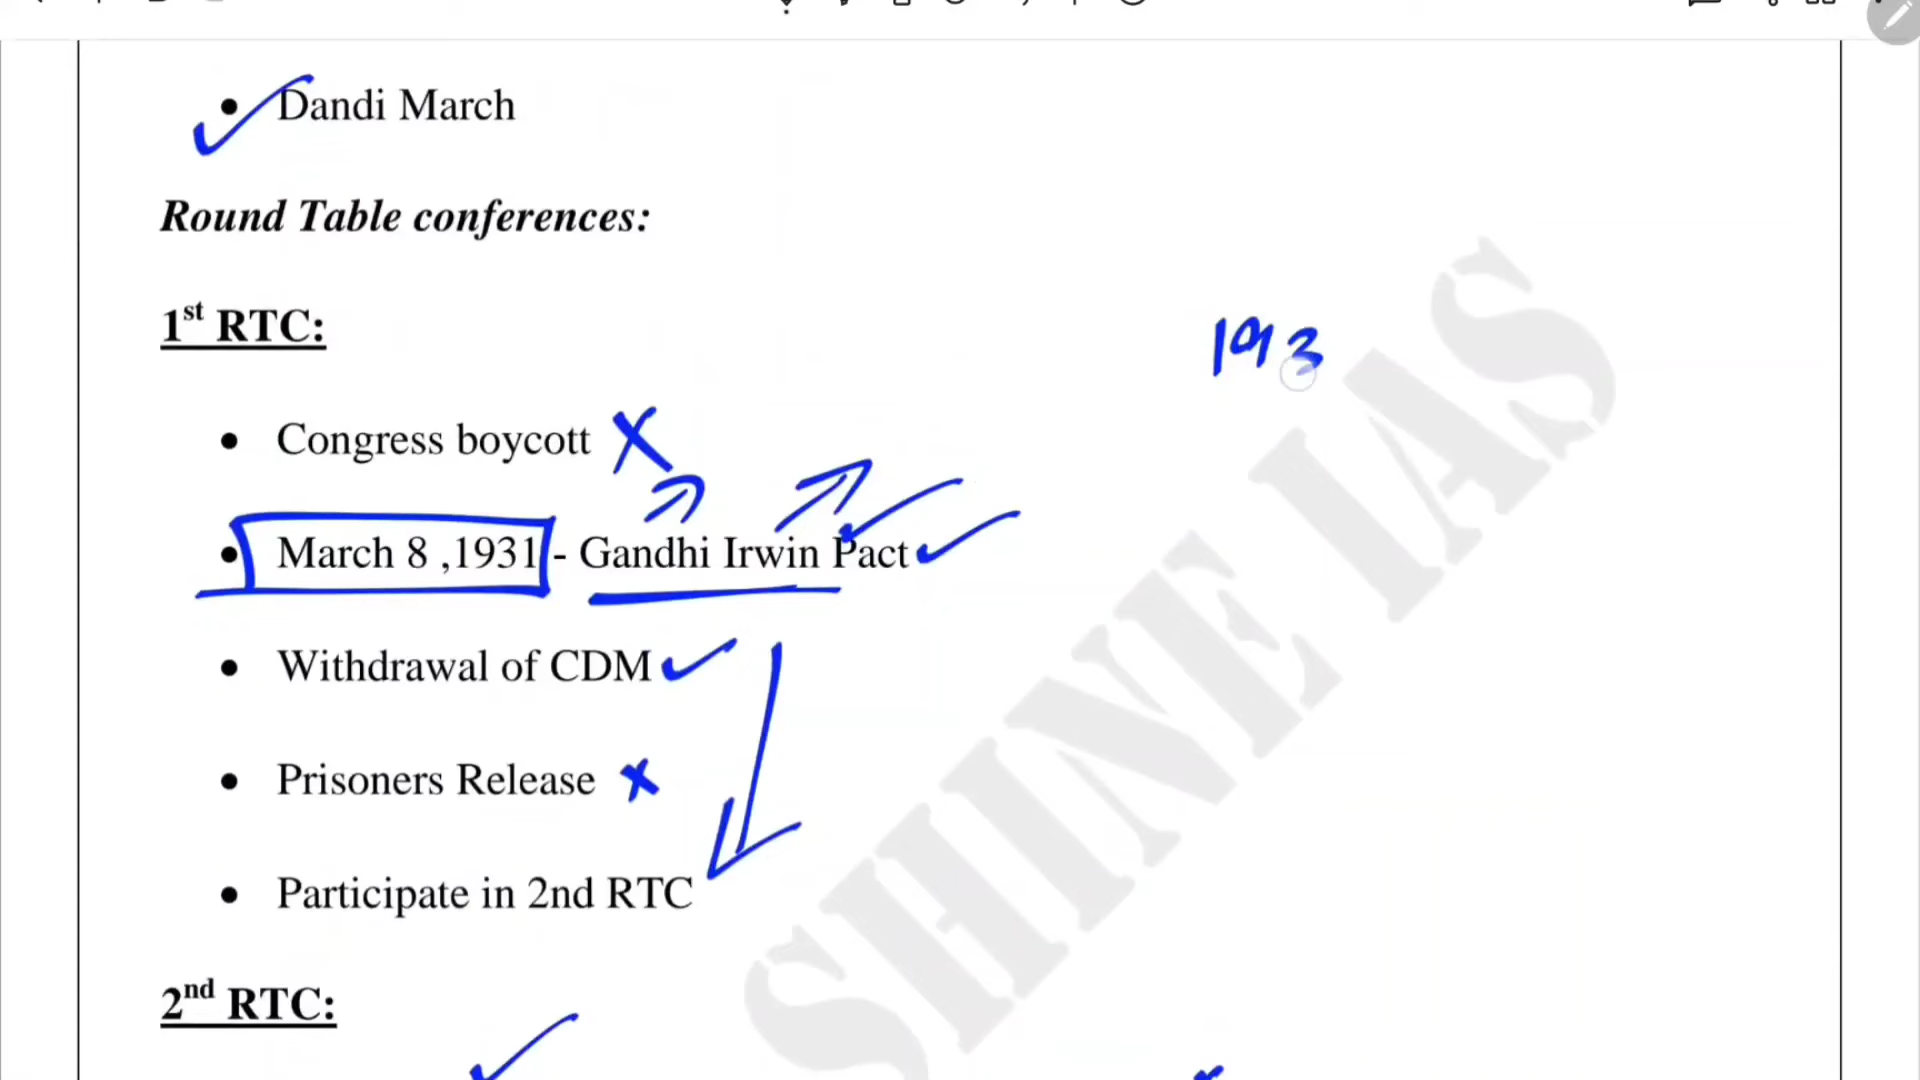 • Dandi March
Round Table conferences:
1st RTC:
193
• Congress boycott
• March 8 ,1931 - Gandhi Irwin Pact
• Withdrawal of CDM
• Prisoners Release
• Participate in 2nd RTC
2nd RTC:
SHINE IAS